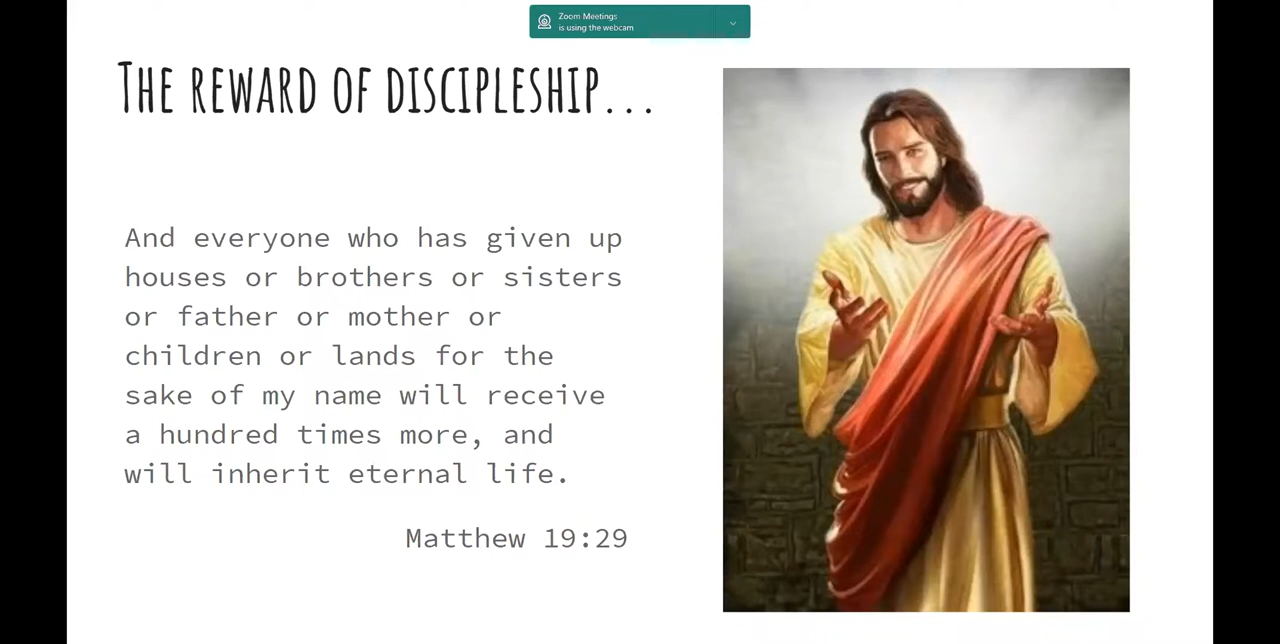 Zoom Meetings
is using the webcam
THE REWARD OF DISCIPLESHIP...
And everyone who has given up
houses or brothers or sisters
or father or mother or
children or lands for the
sake of my name will receive
a hundred times more, and
will inherit eternal life.
Matthew 19:29